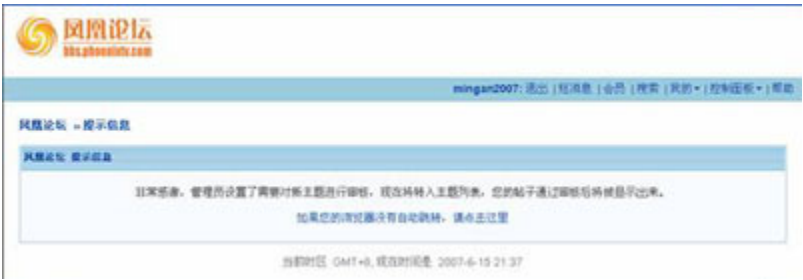 凤凰论坛
bbs.phoenixtv.com
mingan2007: 退出 | 短消息 | 会员 | 搜索 | 我的 | 控制面板 | 帮助
凤凰论坛 » 提示信息
凤凰论坛 提示信息
非常感谢，管理员设置了需要对新主题进行审核，现在将转入主题列表，您的帖子通过审核后将被显示出来。
如果您的浏览器没有自动跳转，请点击这里
当前时区 GMT+8, 现在时间是 2007-6-15 21:37